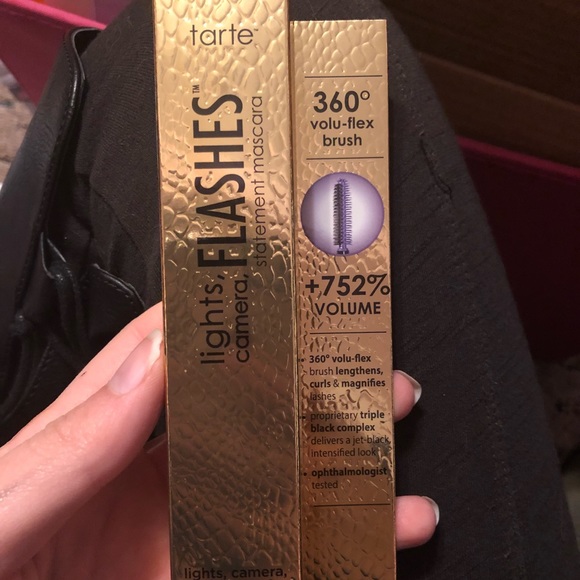 tarte™
lights,
camera, FLASHES™
statement mascara
lights, camera,
360°
volu-flex
brush
+752%
VOLUME
• 360° volu-flex
brush lengthens,
curls & magnifies
lashes
• proprietary triple
black complex
delivers a jet-black,
intensified look
• ophthalmologist
tested